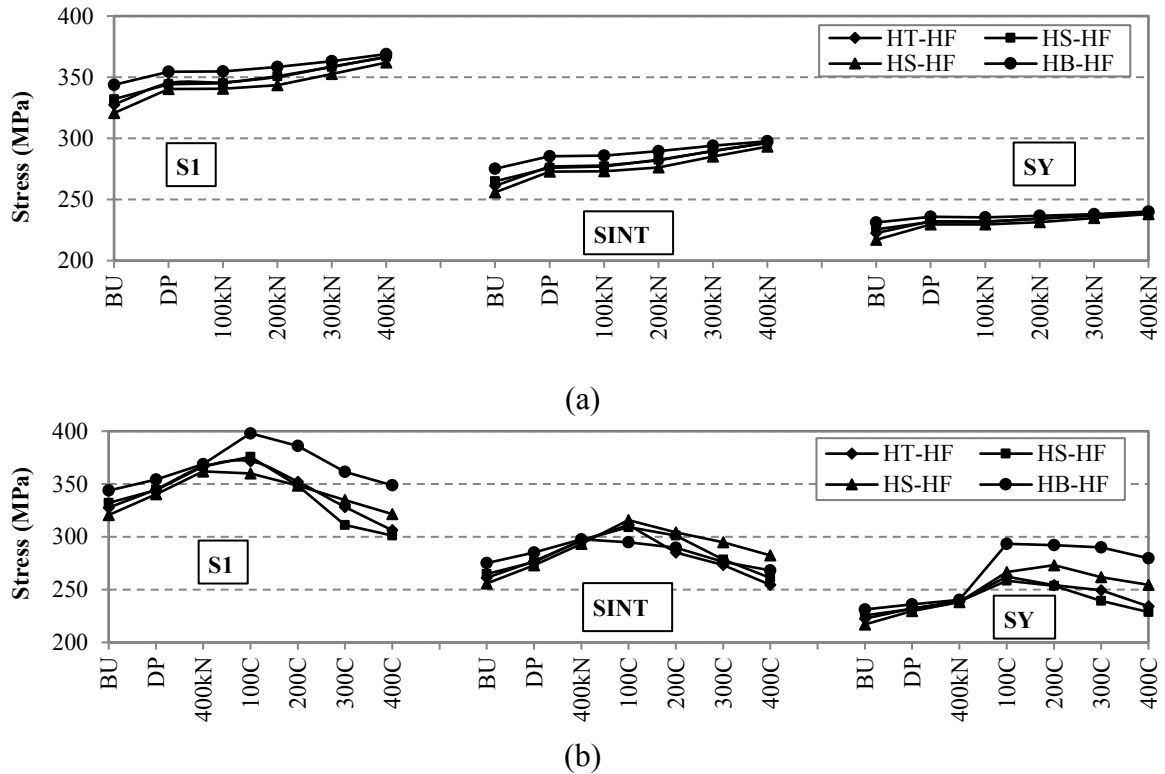 400
350
300
250
200
Stress (MPa)
HT-HF
HS-HF
HS-HF
HB-HF
S1
SINT
SY
BU
DP
100kN
200kN
300kN
400kN
BU
DP
100kN
200kN
300kN
400kN
BU
DP
100kN
200kN
300kN
400kN
(a)
400
350
300
250
200
Stress (MPa)
HT-HF
HS-HF
HS-HF
HB-HF
S1
SINT
SY
BU
DP
400kN
100C
200C
300C
400C
BU
DP
400kN
100C
200C
300C
400C
BU
DP
400kN
100C
200C
300C
400C
(b)